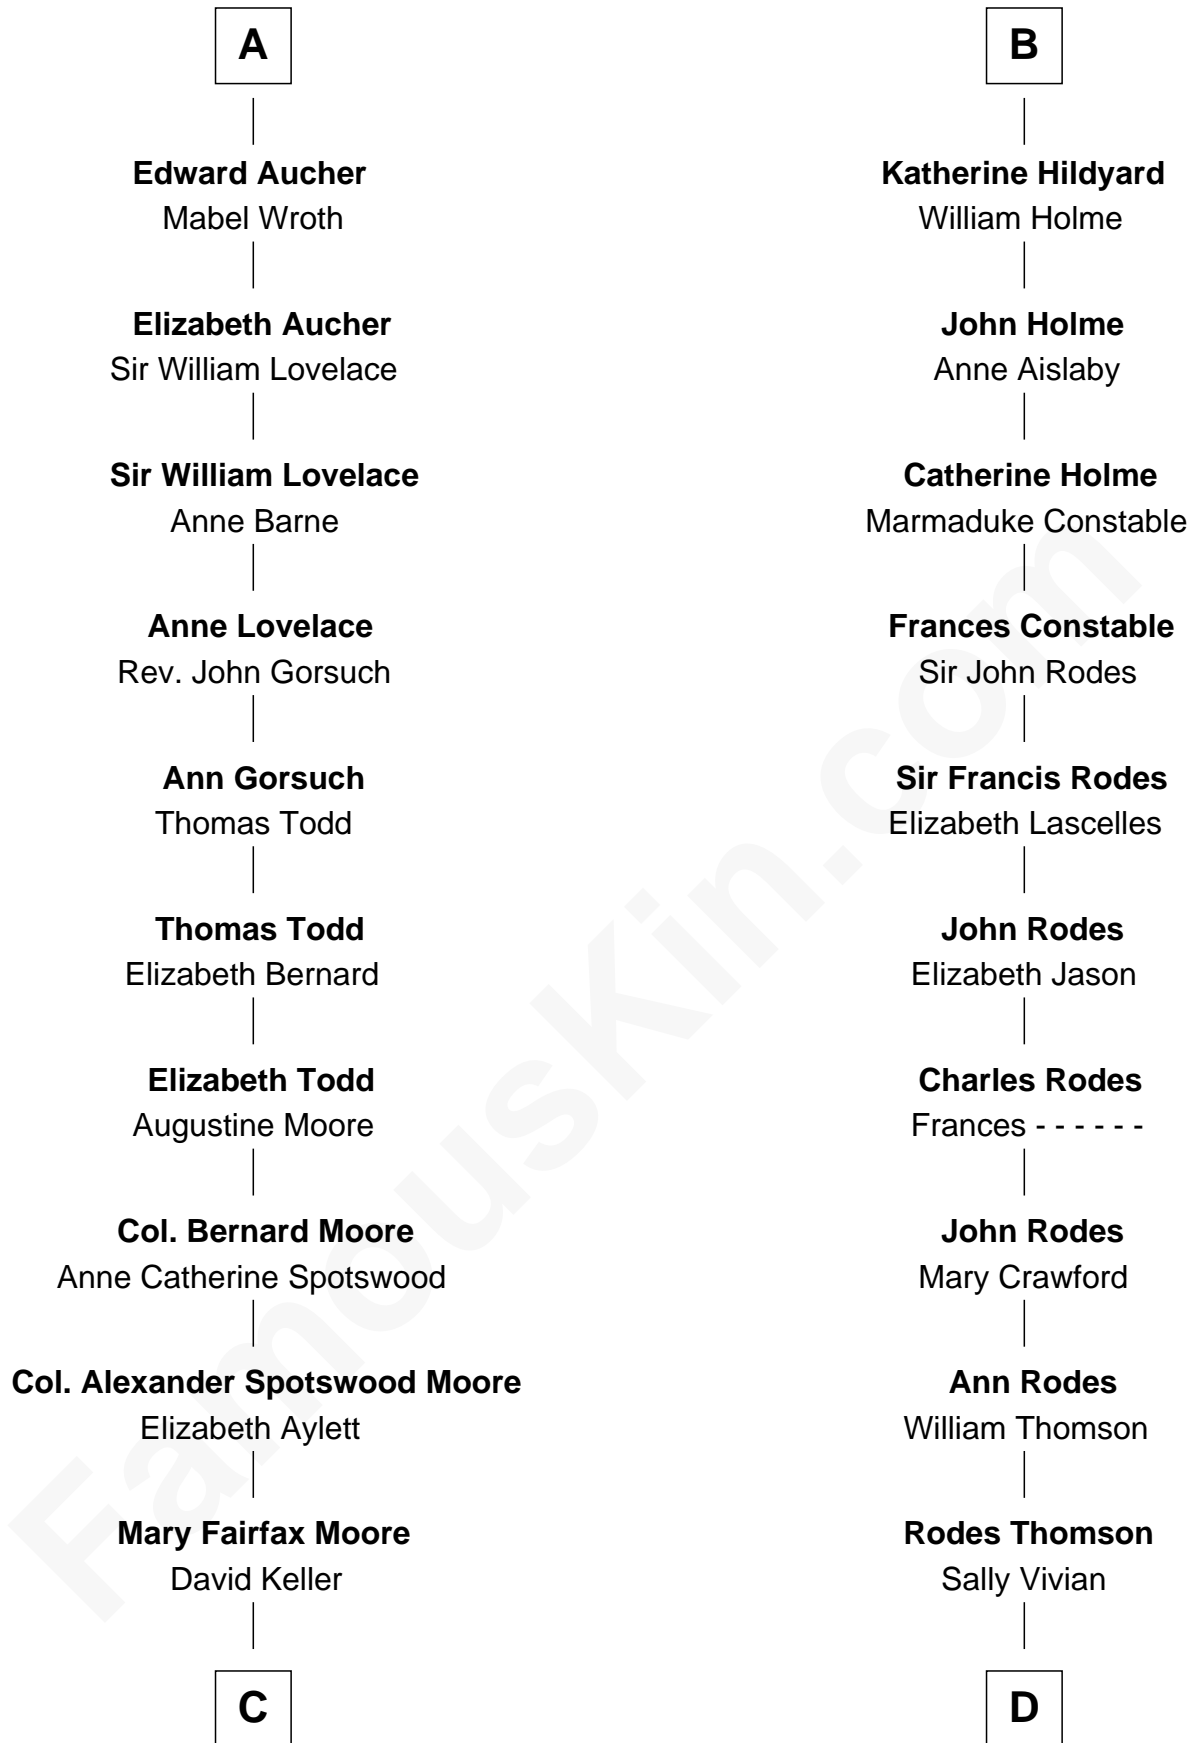 A
Edward Aucher
Mabel Wroth
Elizabeth Aucher
Sir William Lovelace
Sir William Lovelace
Anne Barne
Anne Lovelace
Rev. John Gorsuch
Ann Gorsuch
Thomas Todd
Thomas Todd
Elizabeth Bernard
Elizabeth Todd
Augustine Moore
Col. Bernard Moore
Anne Catherine Spotswood
Col. Alexander Spotswood Moore
Elizabeth Aylett
Mary Fairfax Moore
David Keller
C
B
Katherine Hildyard
William Holme
John Holme
Anne Aislaby
Catherine Holme
Marmaduke Constable
Frances Constable
Sir John Rodes
Sir Francis Rodes
Elizabeth Lascelles
John Rodes
Elizabeth Jason
Charles Rodes
Frances - - - - - -
John Rodes
Mary Crawford
Ann Rodes
William Thomson
Rodes Thomson
Sally Vivian
D
FamousKin.com